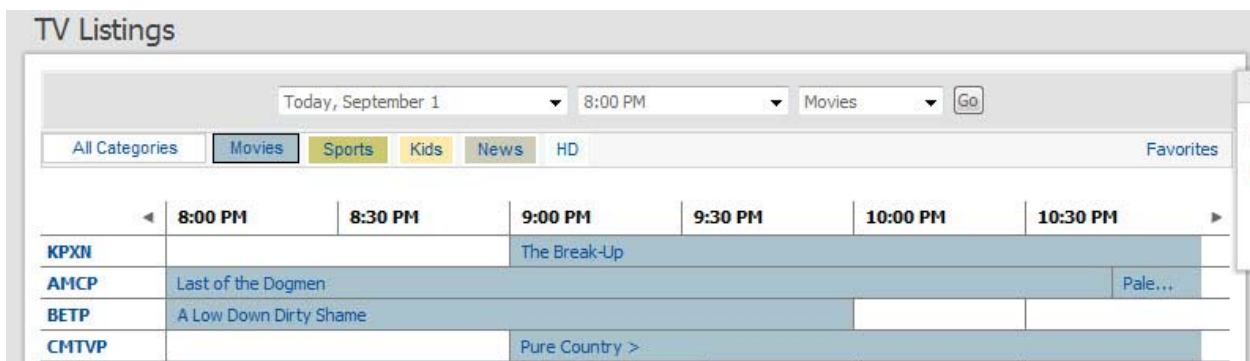 TV Listings
Today, September 1 8:00 PM Movies Go
All Categories Movies Sports Kids News HD Favorites
8:00 PM 8:30 PM 9:00 PM 9:30 PM 10:00 PM 10:30 PM
KPXN The Break-Up
AMCP Last of the Dogmen Pale...
BETP A Low Down Dirty Shame
CMTVP Pure Country >